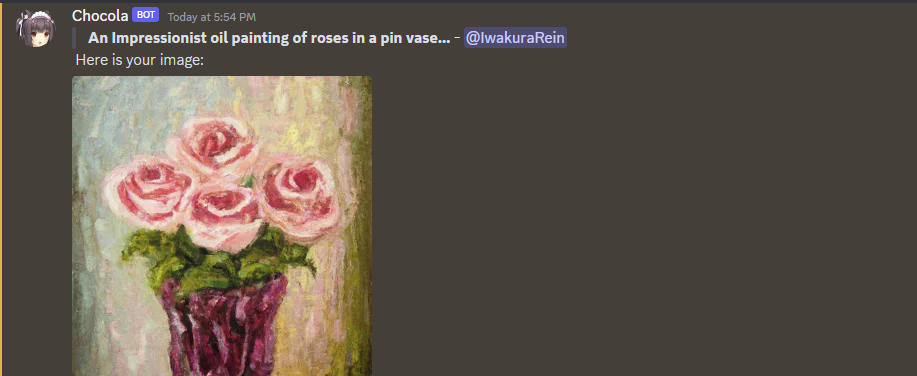 Chocola BOT Today at 5:54 PM
An Impressionist oil painting of roses in a pin vase... - @IwakuraRein
Here is your image: